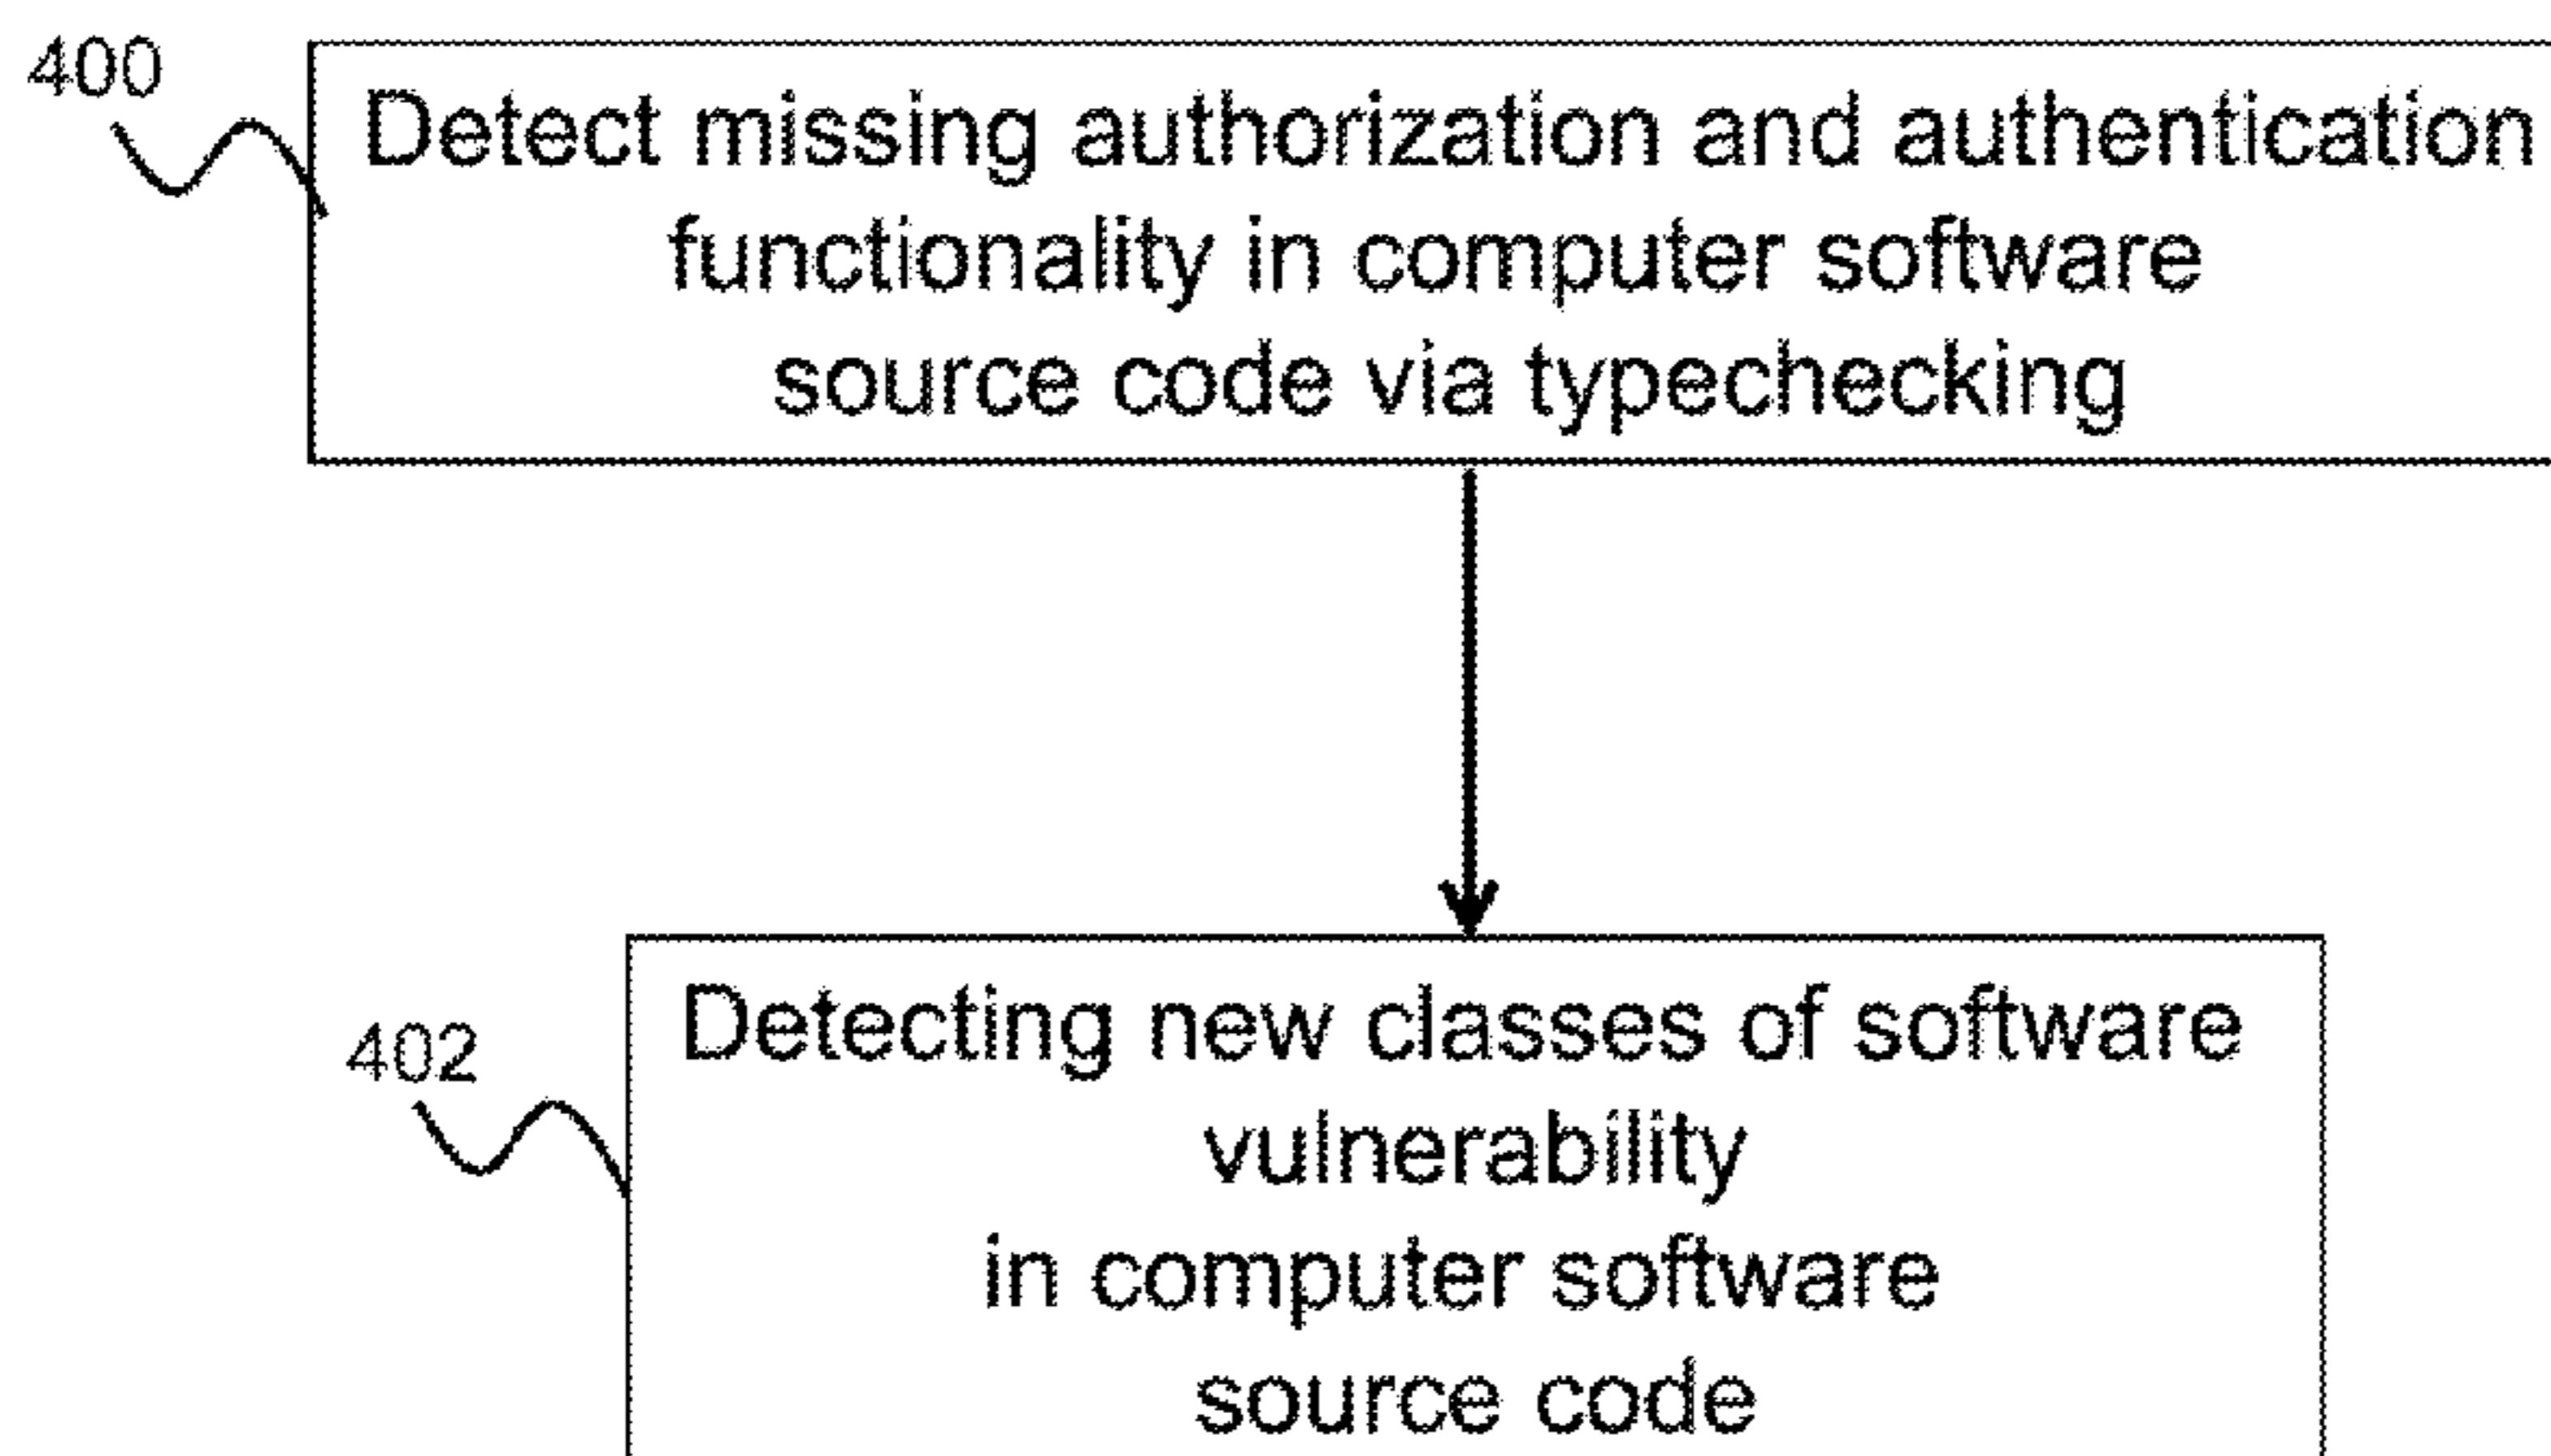 400
Detect missing authorization and authentication
functionality in computer software
source code via typechecking
402
Detecting new classes of software
vulnerability
in computer software
source code